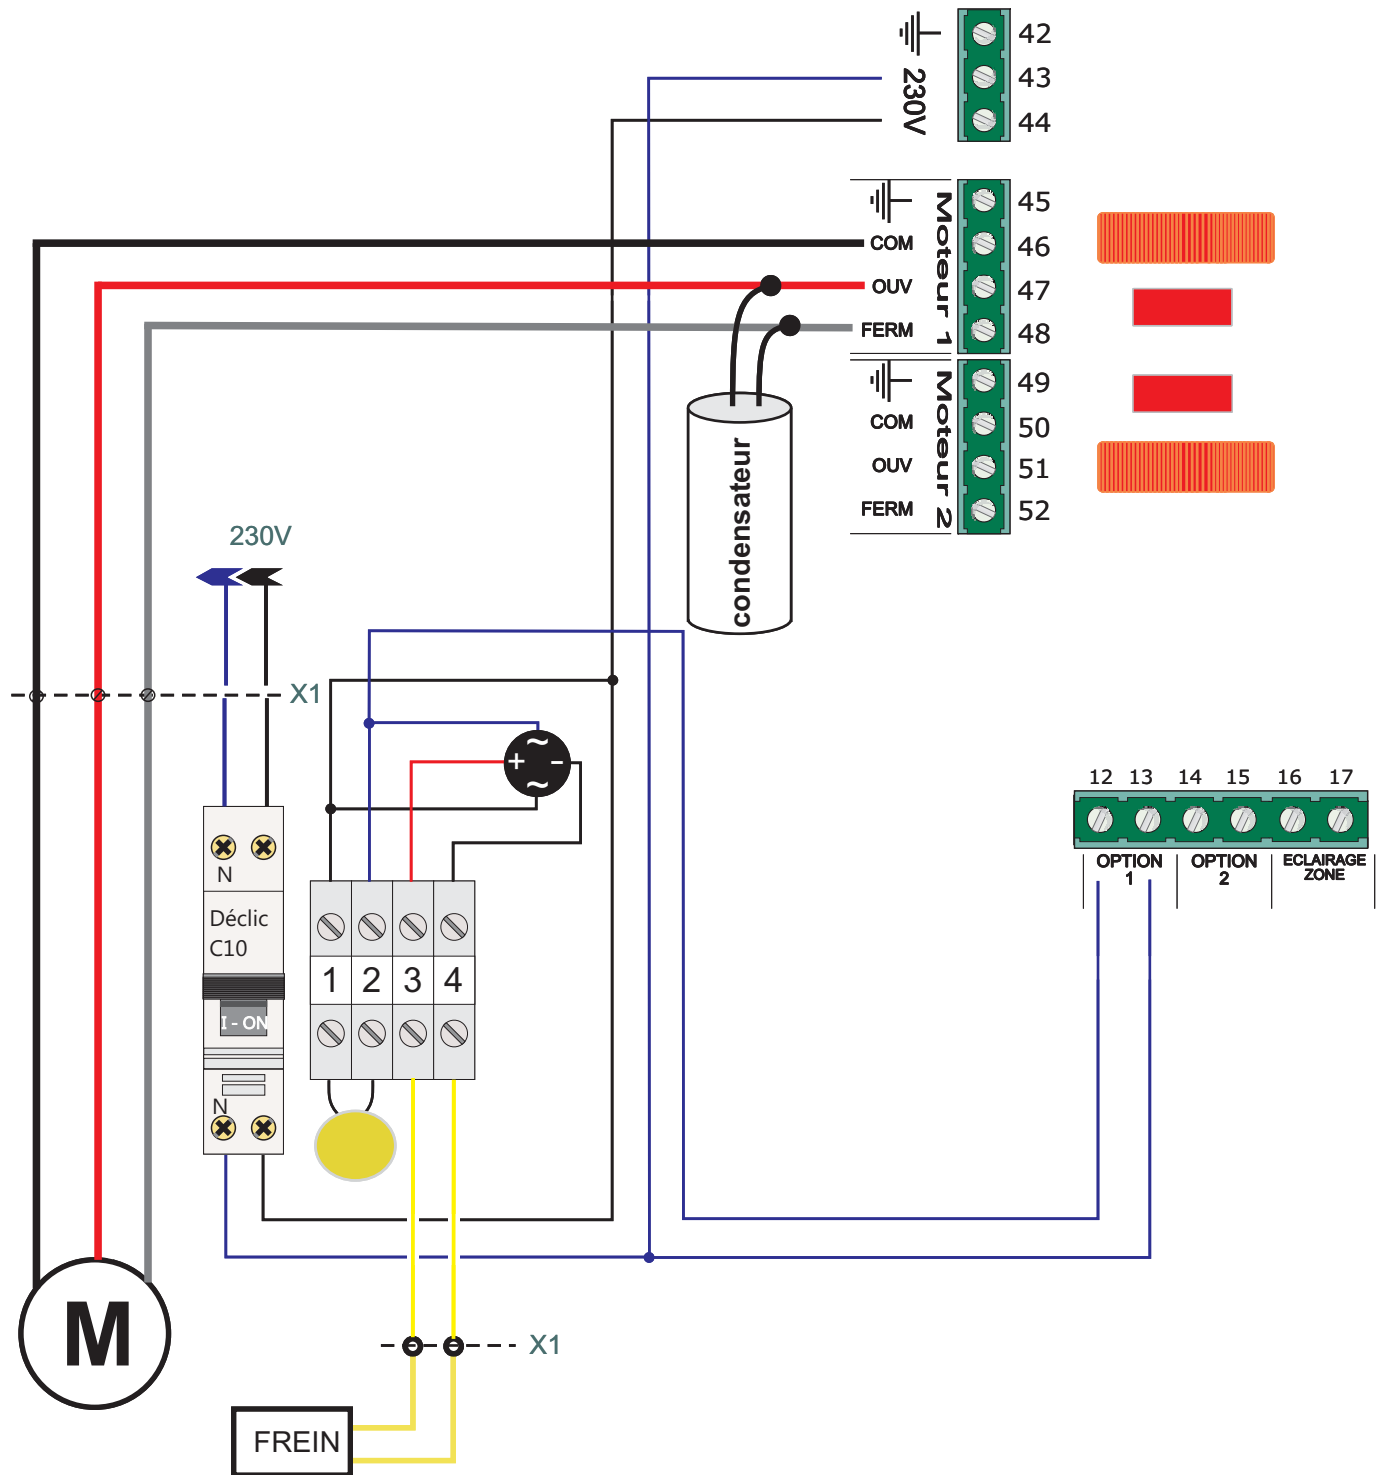 42
43
44
230V
45
46
47
48
COM
OUV
FERM
Moteur 1
49
50
51
52
COM
OUV
FERM
Moteur 2
condensateur
230V
X1
~
+ -
~
12 13 14 15 16 17
OPTION 1
OPTION 2
ECLAIRAGE ZONE
N
Déclic
C10
I - ON
N
1 2 3 4
M
X1
FREIN